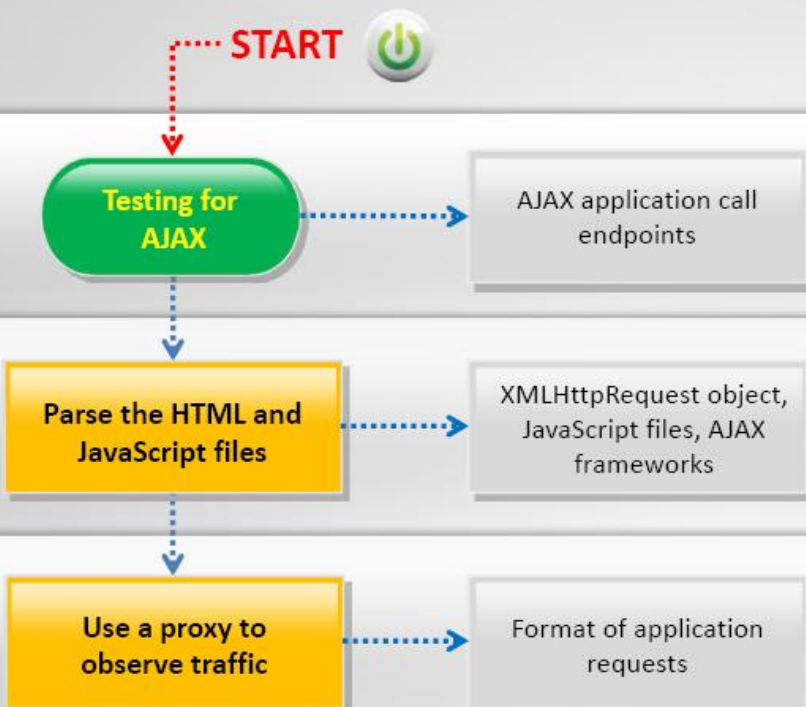 START
Testing for
AJAX
AJAX application call
endpoints
Parse the HTML and
JavaScript files
XMLHttpRequest object,
JavaScript files, AJAX
frameworks
Use a proxy to
observe traffic
Format of application
requests